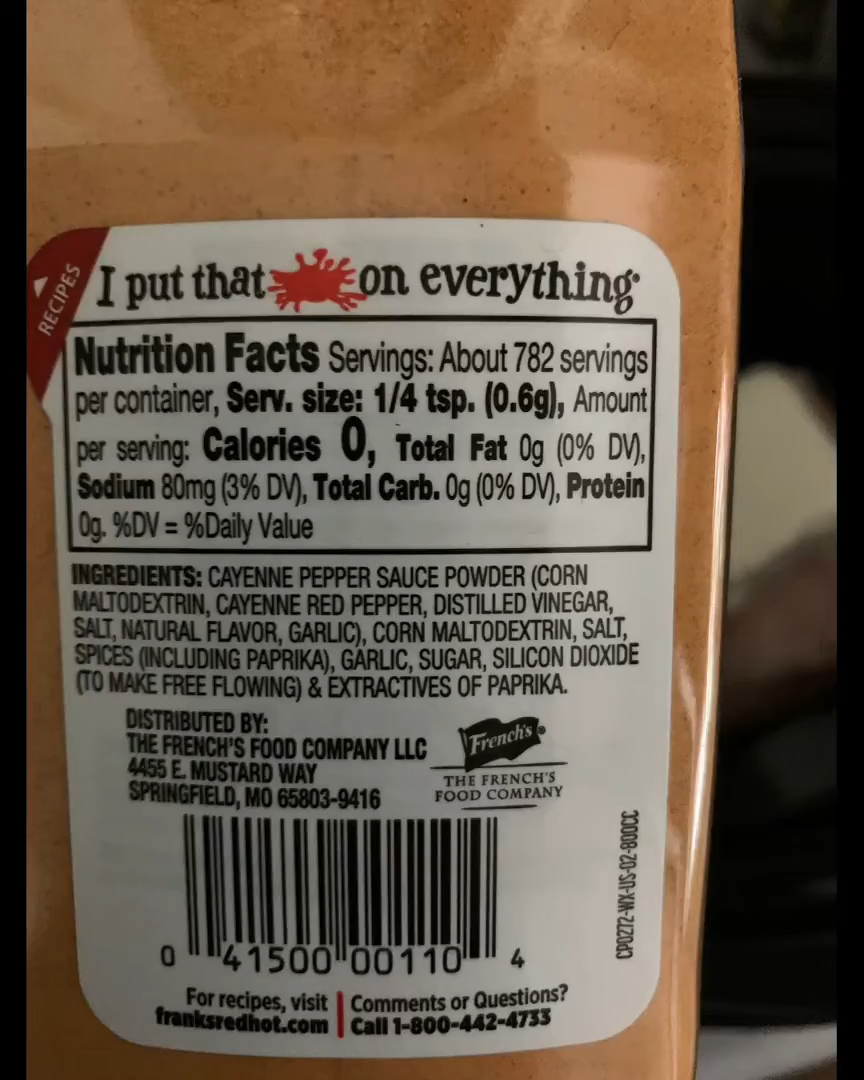 RECIPES
I put that on everything®
Nutrition Facts Servings: About 782 servings
per container, Serv. size: 1/4 tsp. (0.6g), Amount
per serving: Calories 0, Total Fat 0g (0% DV),
Sodium 80mg (3% DV), Total Carb. 0g (0% DV), Protein
0g. %DV = %Daily Value
INGREDIENTS: CAYENNE PEPPER SAUCE POWDER (CORN
MALTODEXTRIN, CAYENNE RED PEPPER, DISTILLED VINEGAR,
SALT, NATURAL FLAVOR, GARLIC), CORN MALTODEXTRIN, SALT,
SPICES (INCLUDING PAPRIKA), GARLIC, SUGAR, SILICON DIOXIDE
(TO MAKE FREE FLOWING) & EXTRACTIVES OF PAPRIKA.
DISTRIBUTED BY:
THE FRENCH'S FOOD COMPANY LLC
4455 E. MUSTARD WAY
SPRINGFIELD, MO 65803-9416
French's®
THE FRENCH'S
FOOD COMPANY
CP0272-WX-US-02-800CC
0 41500 00110 4
For recipes, visit
franksredhot.com
Comments or Questions?
Call 1-800-442-4733